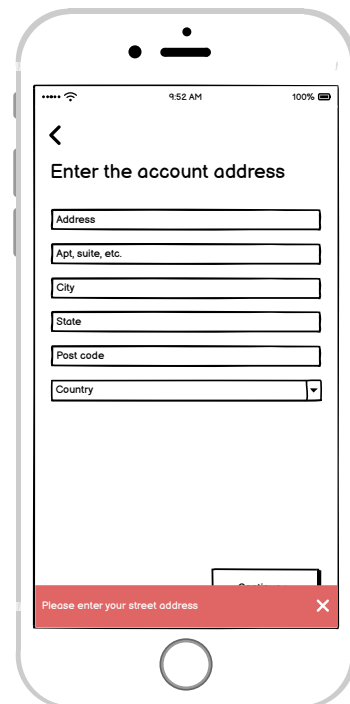 9:52 AM
100%
Enter the account address
Address
Apt, suite, etc.
City
State
Post code
Country
Please enter your street address